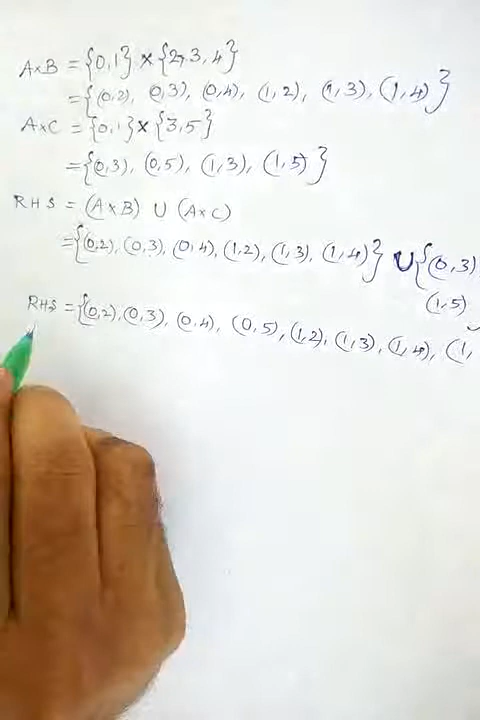 A×B = {0,1} × {2,3,4}
= {(0,2), (0,3), (0,4), (1,2), (1,3), (1,4)}
A×C = {0,1} × {3,5}
= {(0,3), (0,5), (1,3), (1,5)}
RHS = (A×B) ∪ (A×C)
= {(0,2), (0,3), (0,4), (1,2), (1,3), (1,4)} ∪ {(0,3)
(1,5)
RHS = {(0,2), (0,3), (0,4), (0,5), (1,2), (1,3), (1,4), (1,